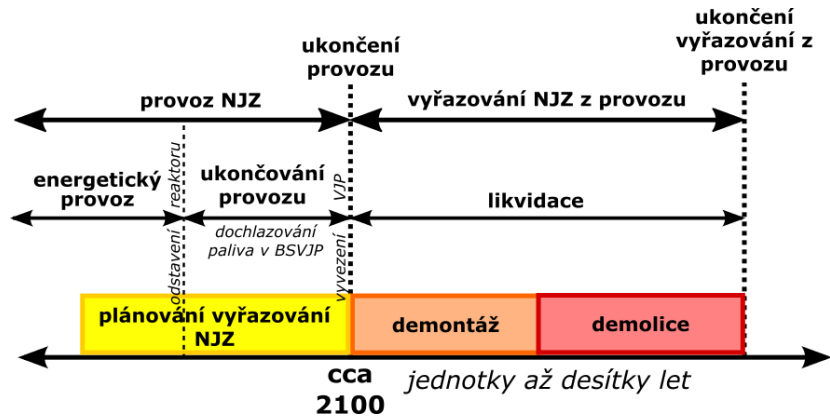 ukončení
provozu
ukončení
vyřazování z
provozu
provoz NJZ
vyřazování NJZ z provozu
odstavení reaktoru
vyvezení VJP
energetický
provoz
ukončování
provozu
dochlazování
paliva v BSVJP
likvidace
plánování vyřazování
NJZ
demontáž
demolice
cca
2100
jednotky až desítky let